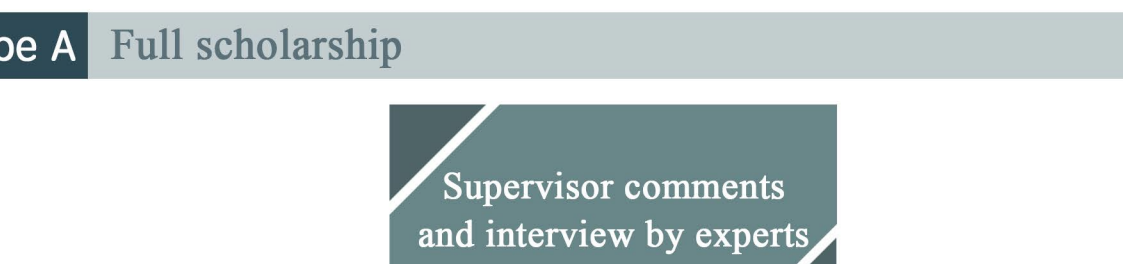 pe A Full scholarship
Supervisor comments
and interview by experts